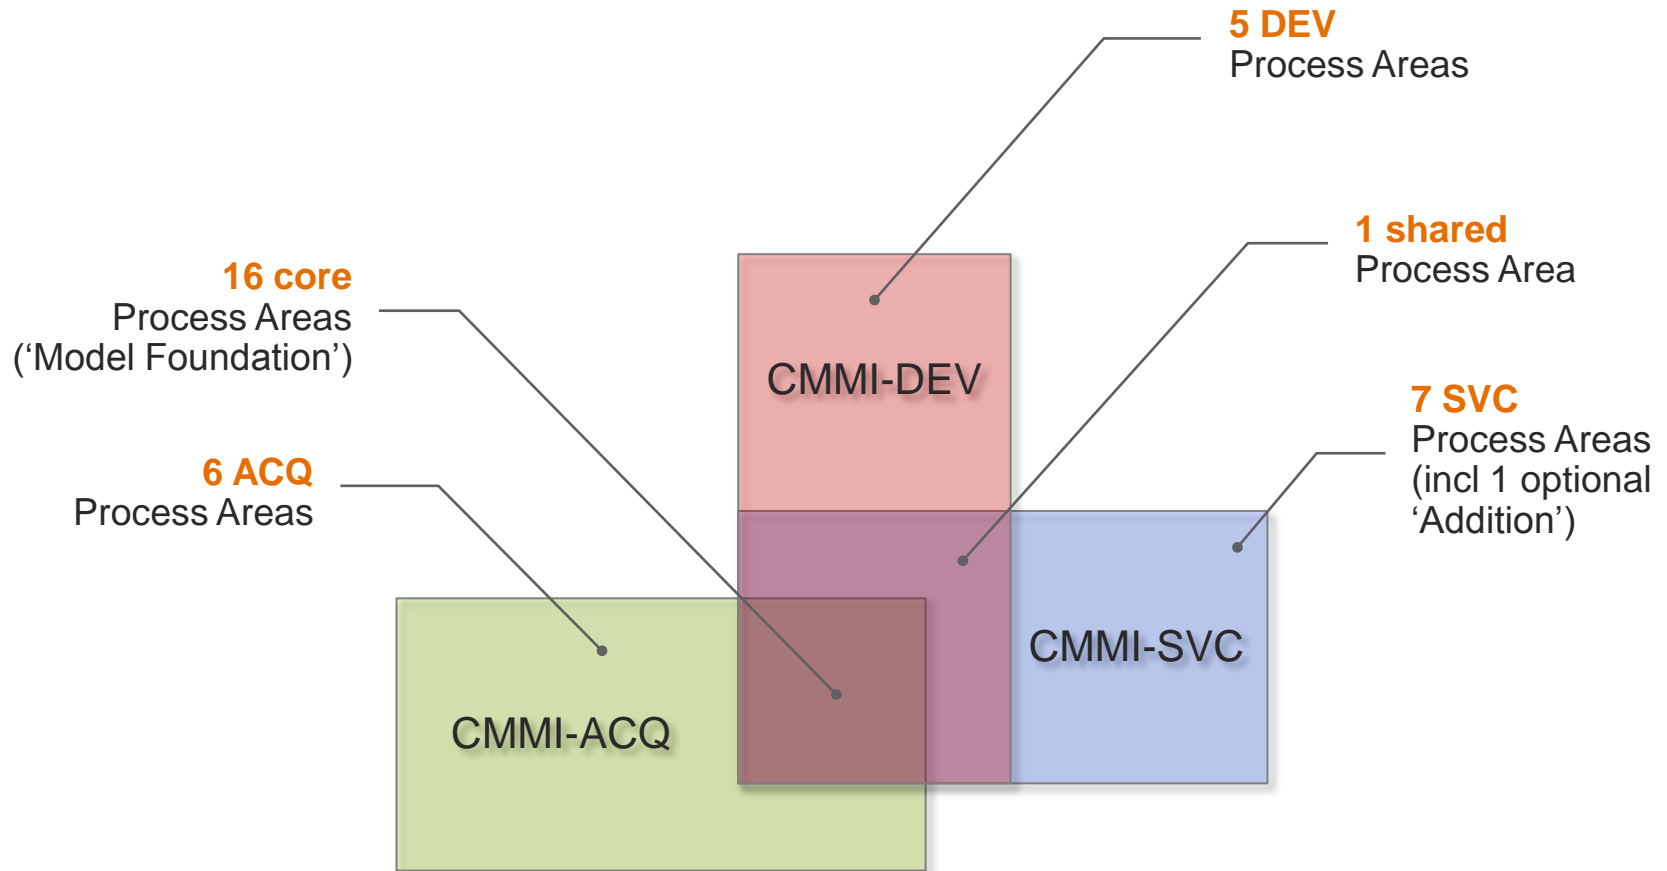 5 DEV
Process Areas
1 shared
Process Area
16 core
Process Areas
(‘Model Foundation’)
CMMI-DEV
7 SVC
Process Areas
(incl 1 optional
‘Addition’)
6 ACQ
Process Areas
CMMI-SVC
CMMI-ACQ